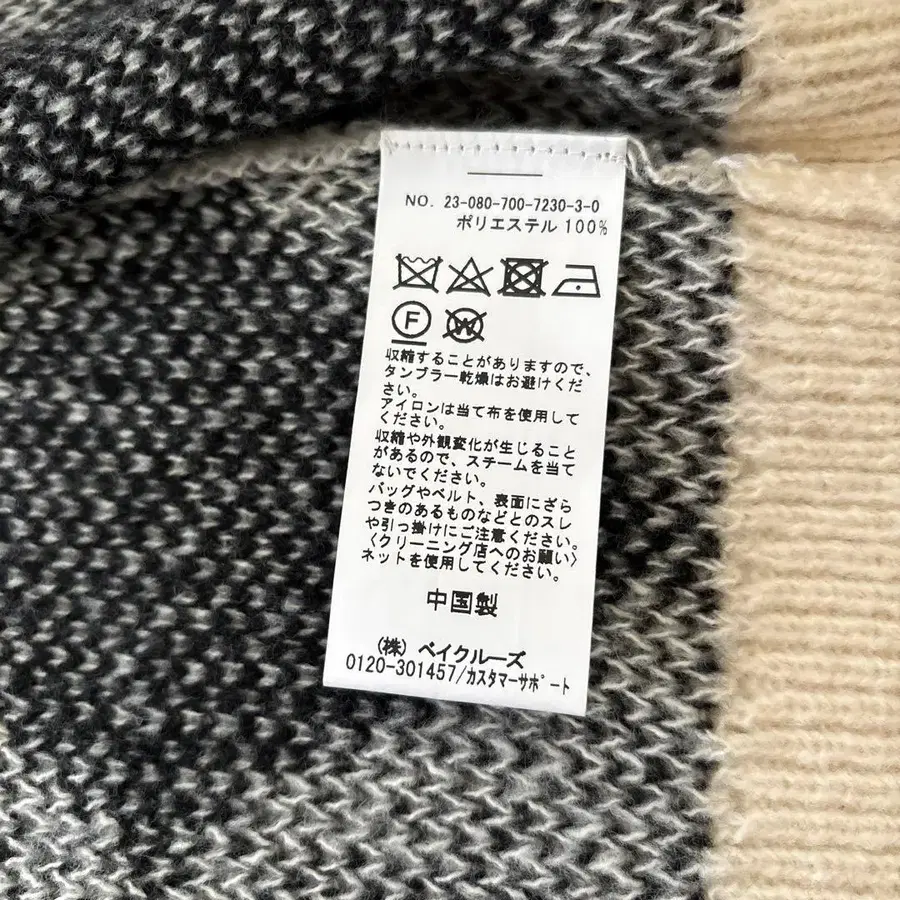 NO. 23-080-700-7230-3-0
ポリエステル 100%
F
W
収縮することがありますので、
タンブラー乾燥はお避けくだ
さい。
アイロンは当て布を使用して
ください。
収縮や外観変化が生じること
があるので、スチームを当て
ないでください。
バッグやベルト、表面にざら
つきのあるものなどとのスレ
や引っ掛けにご注意ください。
〈クリーニング店へのお願い〉
ネットを使用してください。
中国製
(株) ベイクルーズ
0120-301457/カスタマーサポート